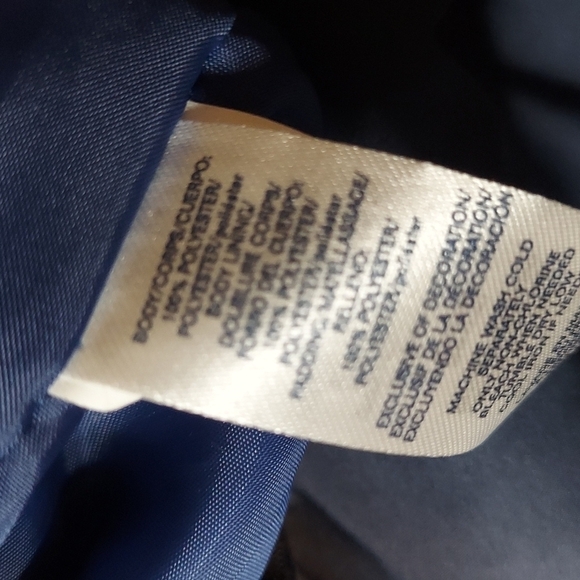 BODY/CORPS/CUERPO:
100% POLYESTER/
POLYESTER/poliéster
BODY LINING/
DOUBLURE CORPS/
FORRO DEL CUERPO:
100% POLYESTER/
POLYESTER/poliéster
PADDING/MATELASSAGE/
RELLENO:
100% POLYESTER/
POLYESTER/poliéster
EXCLUSIVE OF DECORATION/
EXCLUSIF DE LA DÉCORATION/
EXCLUYENDO LA DECORACIÓN
MACHINE WASH COLD
SEPARATELY
ONLY NON-CHLORINE
BLEACH WHEN NEEDED
TUMBLE DRY LOW
COOL IRON IF